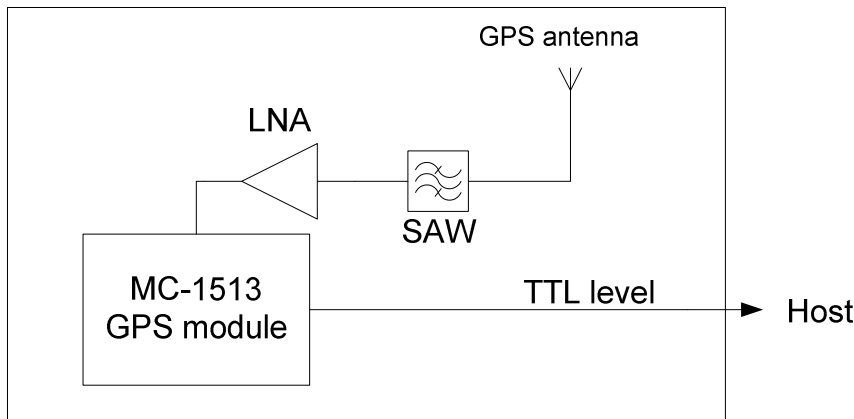 GPS antenna
LNA
SAW
MC-1513
GPS module
TTL level
Host